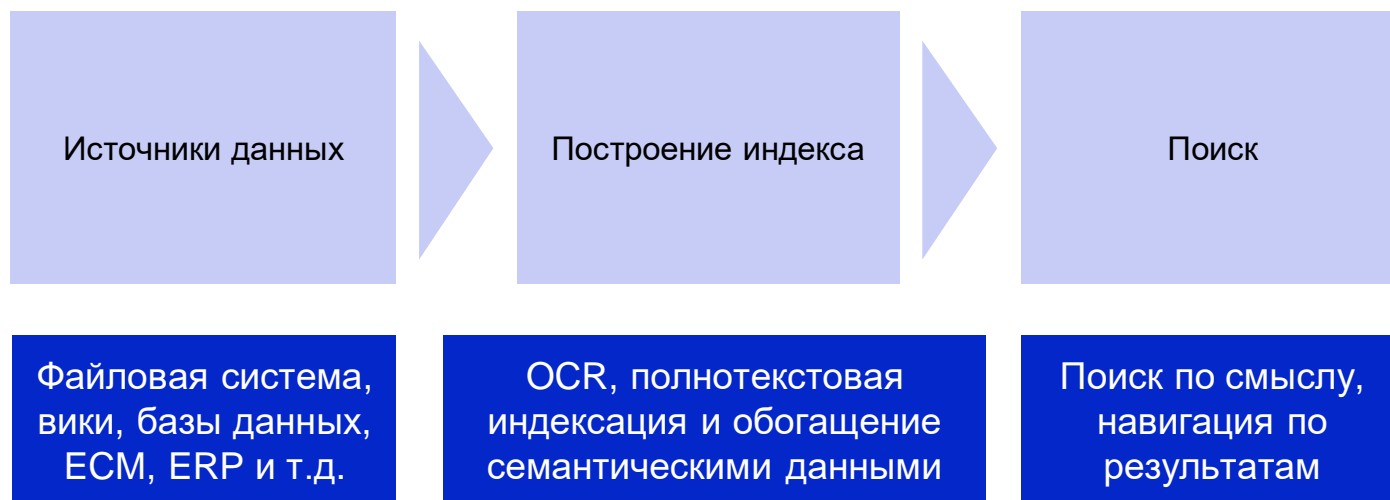 Источники данных
Построение индекса
Поиск
Файловая система,
вики, базы данных,
ECM, ERP и т.д.
OCR, полнотекстовая
индексация и обогащение
семантическими данными
Поиск по смыслу,
навигация по
результатам